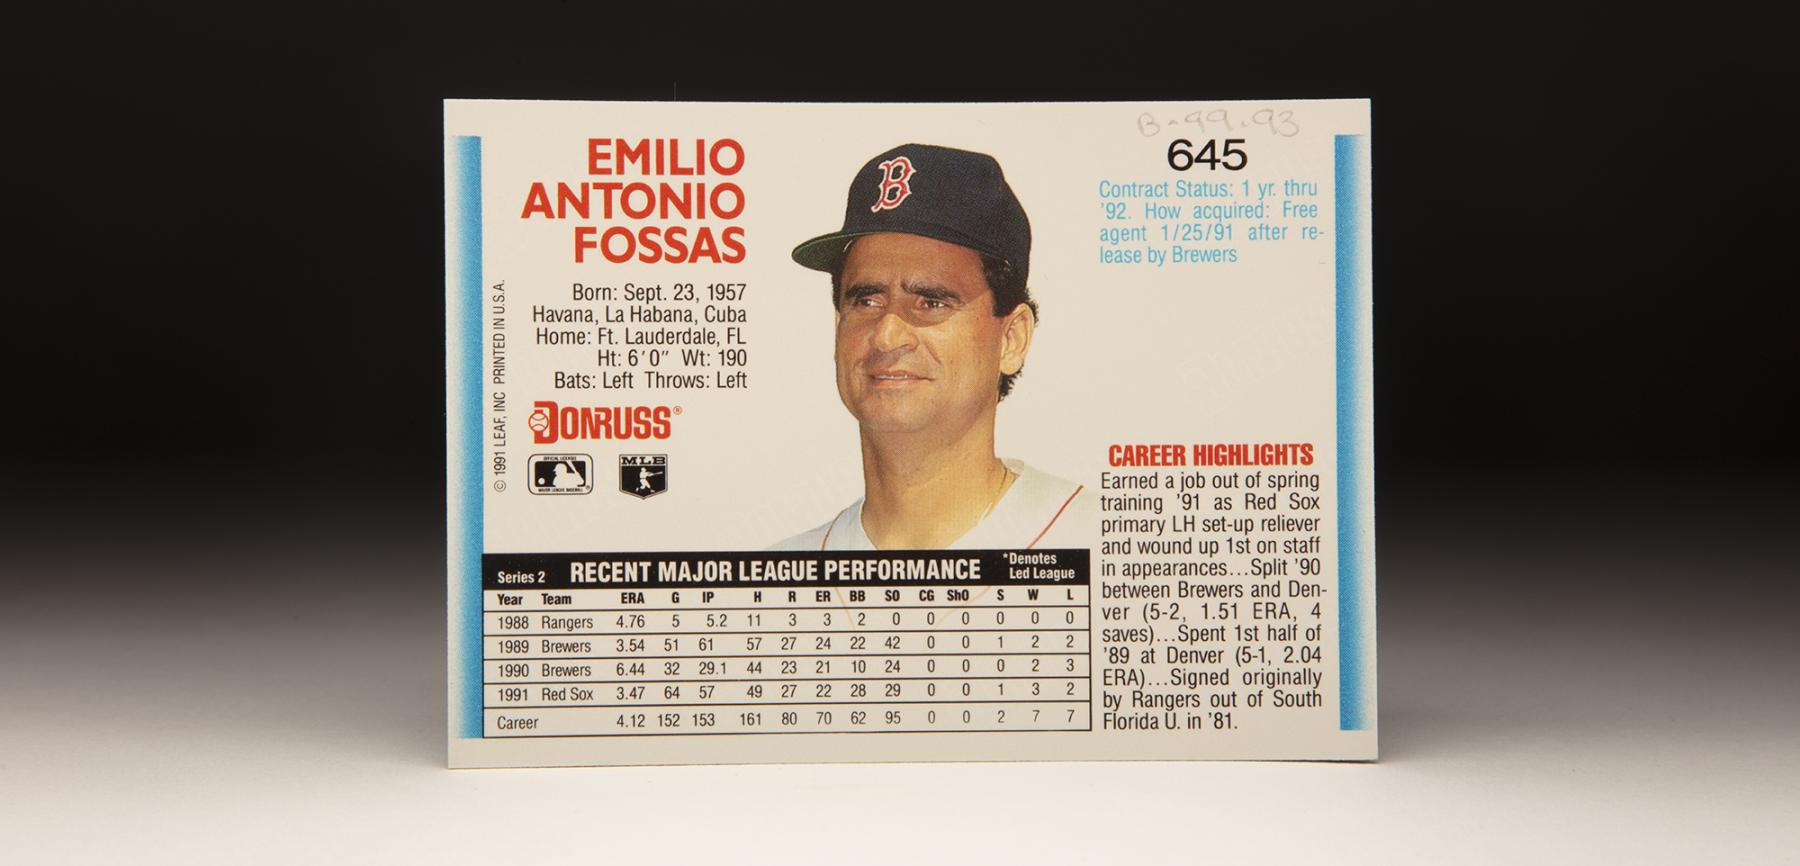 B-99.93
EMILIO
ANTONIO
FOSSAS
Born: Sept. 23, 1957
Havana, La Habana, Cuba
Home: Ft. Lauderdale, FL
Ht: 6'0" Wt: 190
Bats: Left Throws: Left
DONRUSS®
OFFICIAL LICENSEE
MAJOR LEAGUE BASEBALL
MLB
© 1991 LEAF, INC PRINTED IN U.S.A.
B
645
Contract Status: 1 yr. thru
'92. How acquired: Free
agent 1/25/91 after re-
lease by Brewers
CAREER HIGHLIGHTS
Earned a job out of spring
training '91 as Red Sox
primary LH set-up reliever
and wound up 1st on staff
in appearances...Split '90
between Brewers and Den-
ver (5-2, 1.51 ERA, 4
saves)...Spent 1st half of
'89 at Denver (5-1, 2.04
ERA)...Signed originally
by Rangers out of South
Florida U. in '81.
Series 2 RECENT MAJOR LEAGUE PERFORMANCE
*Denotes
Led League
Year Team ERA G IP H R ER BB SO CG ShO S W L
1988 Rangers 4.76 5 5.2 11 3 3 2 0 0 0 0 0 0
1989 Brewers 3.54 51 61 57 27 24 22 42 0 0 1 2 2
1990 Brewers 6.44 32 29.1 44 23 21 10 24 0 0 0 2 3
1991 Red Sox 3.47 64 57 49 27 22 28 29 0 0 1 3 2
Career 4.12 152 153 161 80 70 62 95 0 0 2 7 7